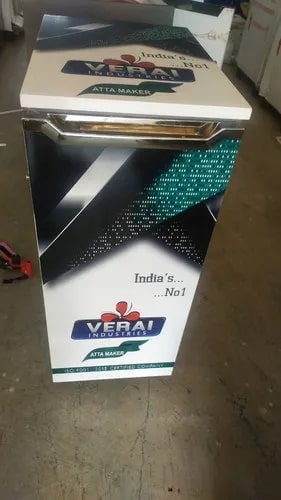 India's...
...No1
VERAI
INDUSTRIES
ATTA MAKER
India's...
...No1
VERAI
INDUSTRIES
ATTA MAKER
ISO 9001 : 2015 CERTIFIED COMPANY